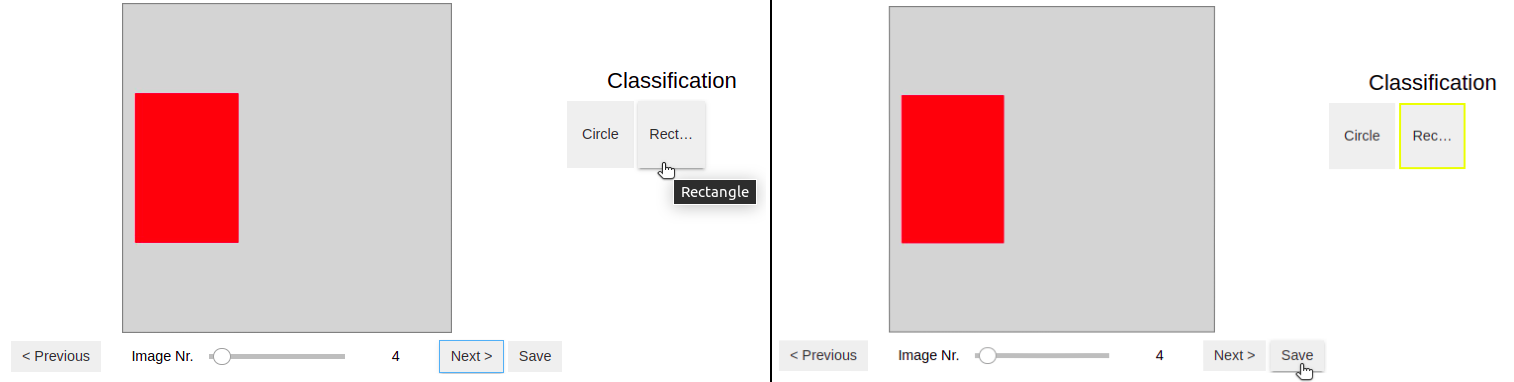 Classification
Circle
Rect...
Rectangle
< Previous
Image Nr.
4
Next >
Save
Classification
Circle
Rec...
< Previous
Image Nr.
4
Next >
Save